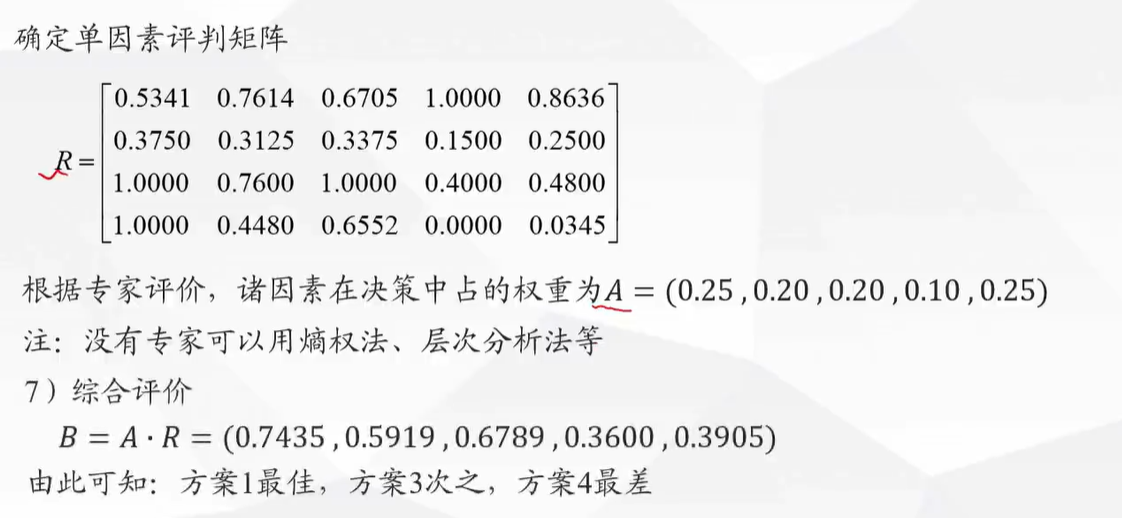 确定单因素评判矩阵
R =
0.5341 0.7614 0.6705 1.0000 0.8636
0.3750 0.3125 0.3375 0.1500 0.2500
1.0000 0.7600 1.0000 0.4000 0.4800
1.0000 0.4480 0.6552 0.0000 0.0345
根据专家评价，诸因素在决策中占的权重为A = (0.25 ,0.20 ,0.20 ,0.10 ,0.25)
注：没有专家可以用熵权法、层次分析法等
7）综合评价
B = A · R = (0.7435 ,0.5919 ,0.6789 ,0.3600 ,0.3905)
由此可知：方案1最佳，方案3次之，方案4最差